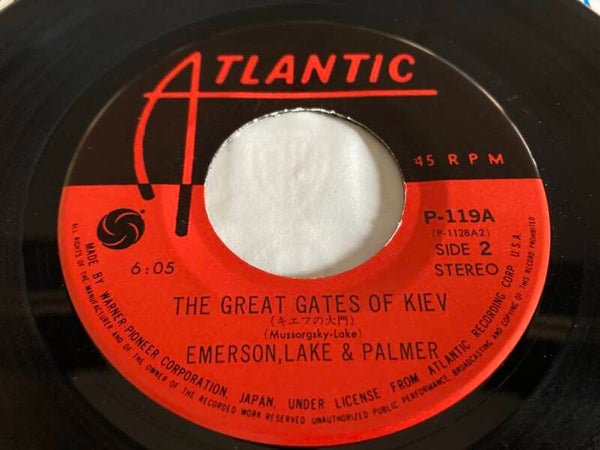 ATLANTIC
45 RPM
P-119A
(P-1128A2)
SIDE 2
STEREO
6:05
THE GREAT GATES OF KIEV
(キエフの大門)
(Mussorgsky-Lake)
EMERSON, LAKE & PALMER
MADE BY WARNER-PIONEER CORPORATION, JAPAN, UNDER LICENSE FROM ATLANTIC RECORDING CORP. U.S.A.
ALL RIGHTS OF THE MANUFACTURER AND OF THE OWNER OF THE RECORDED WORK RESERVED UNAUTHORIZED PUBLIC PERFORMANCE BROADCASTING AND COPYING OF THIS RECORD PROHIBITED